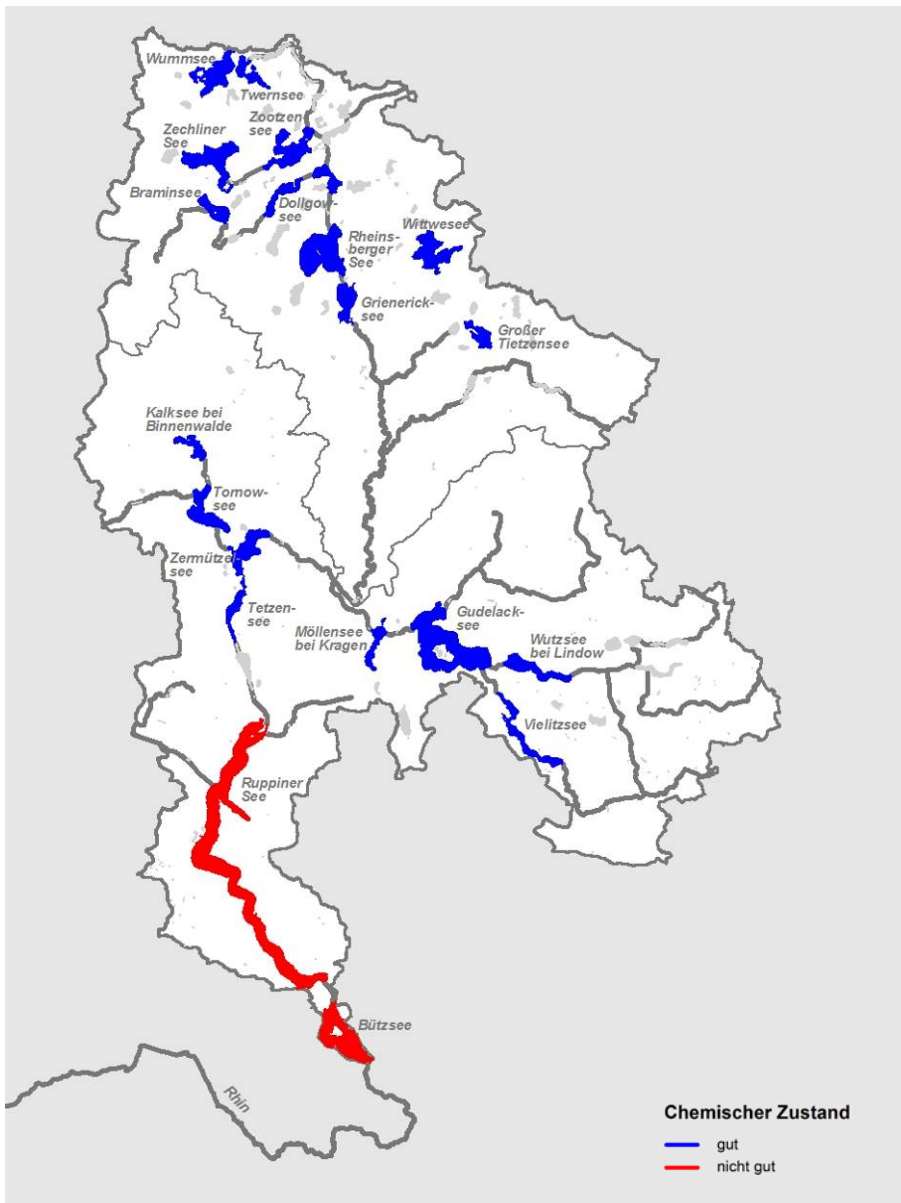 Wummsee
Twernsee
Zootzen
see
Zechliner
See
Braminsee
Dollgow-
see
Wittwesee
Rheins-
berger
See
Grienerick-
see
Großer
Tietzensee
Kalksee bei
Binnenwalde
Tornow-
see
Zermützel
see
Tetzen-
see
Möllensee
bei Kragen
Gudelack-
see
Wutzsee
bei Lindow
Vielitzsee
Ruppiner
See
Bützsee
Rhin
Chemischer Zustand
gut
nicht gut